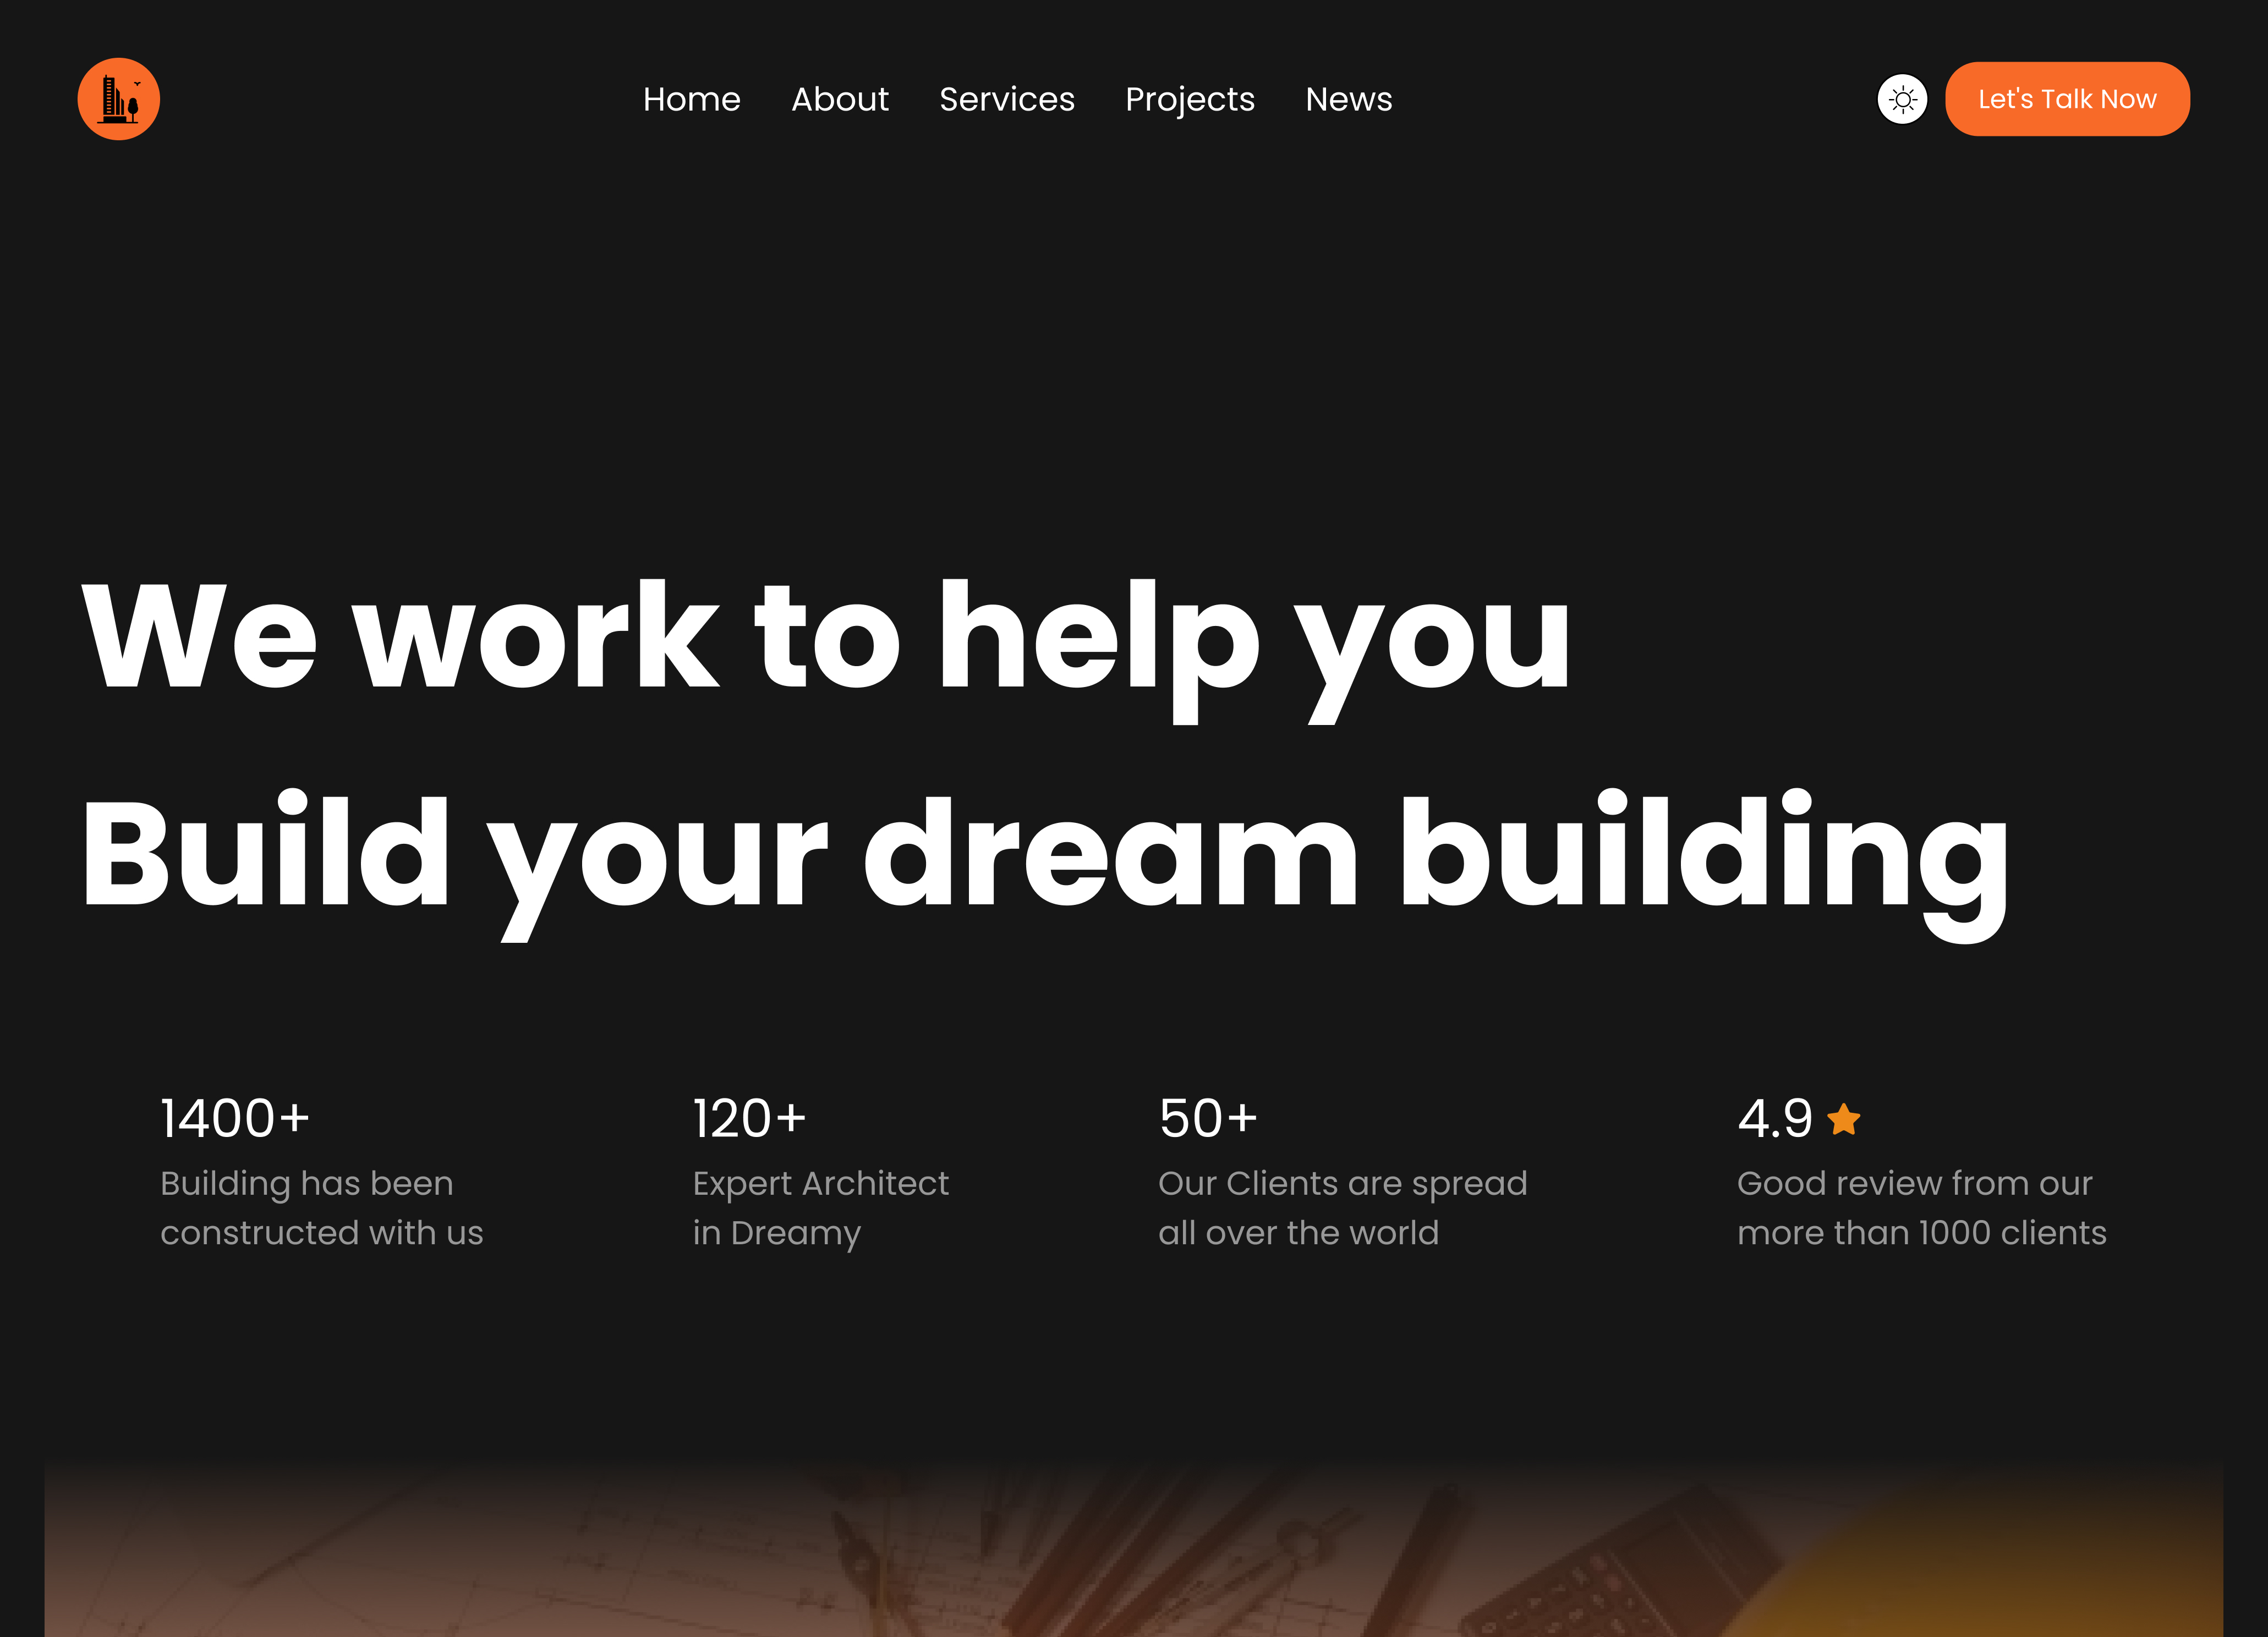 Home About Services Projects News
Let's Talk Now
We work to help you
Build your dream building
1400+
Building has been
constructed with us
120+
Expert Architect
in Dreamy
50+
Our Clients are spread
all over the world
4.9
Good review from our
more than 1000 clients